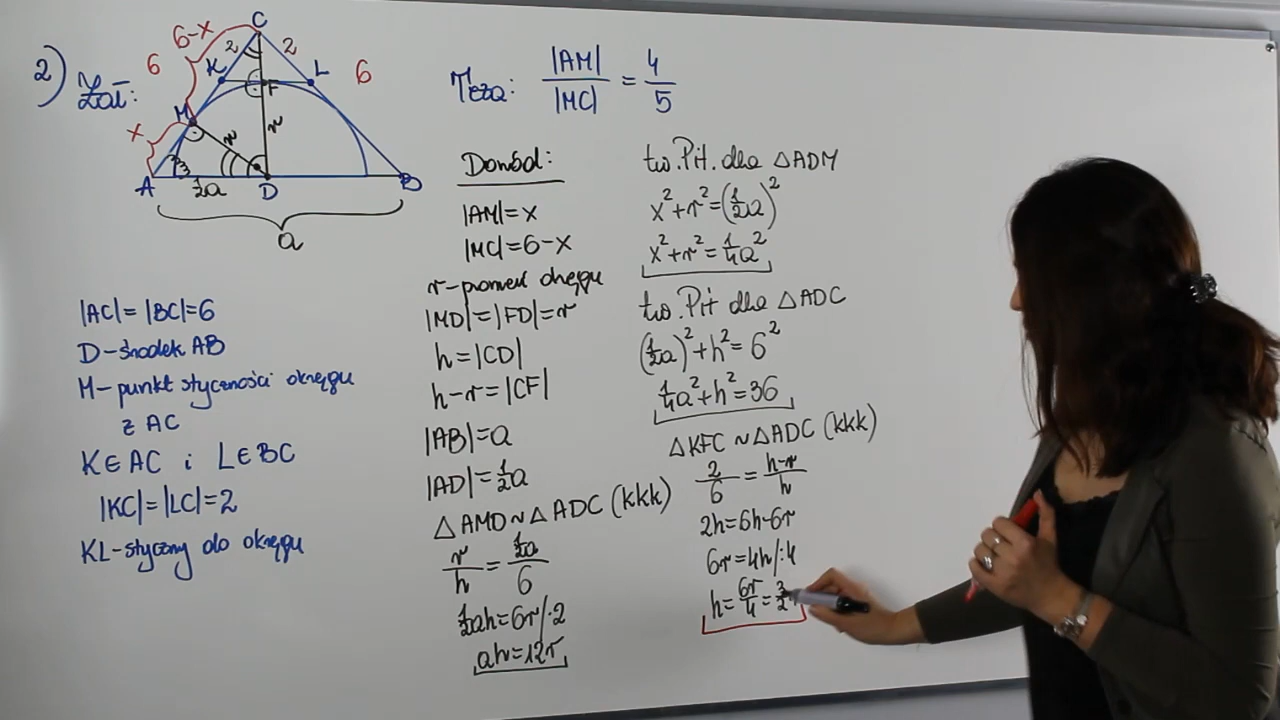 2) Zał:
6
6-x
C
2
2
K
L
6
F
M
x
r
r
A
½a
D
B
a
|AC|=|BC|=6
D-środek AB
M-punkt styczności okręgu
z AC
K∈AC i L∈BC
|KC|=|LC|=2
KL-styczny do okręgu
Teza: |AM|/|MC| = 4/5
Dowód:
|AM|=x
|MC|=6-x
r-promień okręgu
|MD|=|FD|=r
h=|CD|
h-r=|CF|
|AB|=a
|AD|=½a
△AMD~△ADC (kkk)
r/h = ½a/6
½ah=6r/·2
ah=12r
tw. Pit. dla △ADM
x²+r²=(½a)²
x²+r²=¼a²
tw. Pit dla △ADC
(½a)²+h²=6²
¼a²+h²=36
△KFC~△ADC (kkk)
2/6 = h-r/h
2h=6h-6r
6r=4h/:4
h=6r/4=3/2